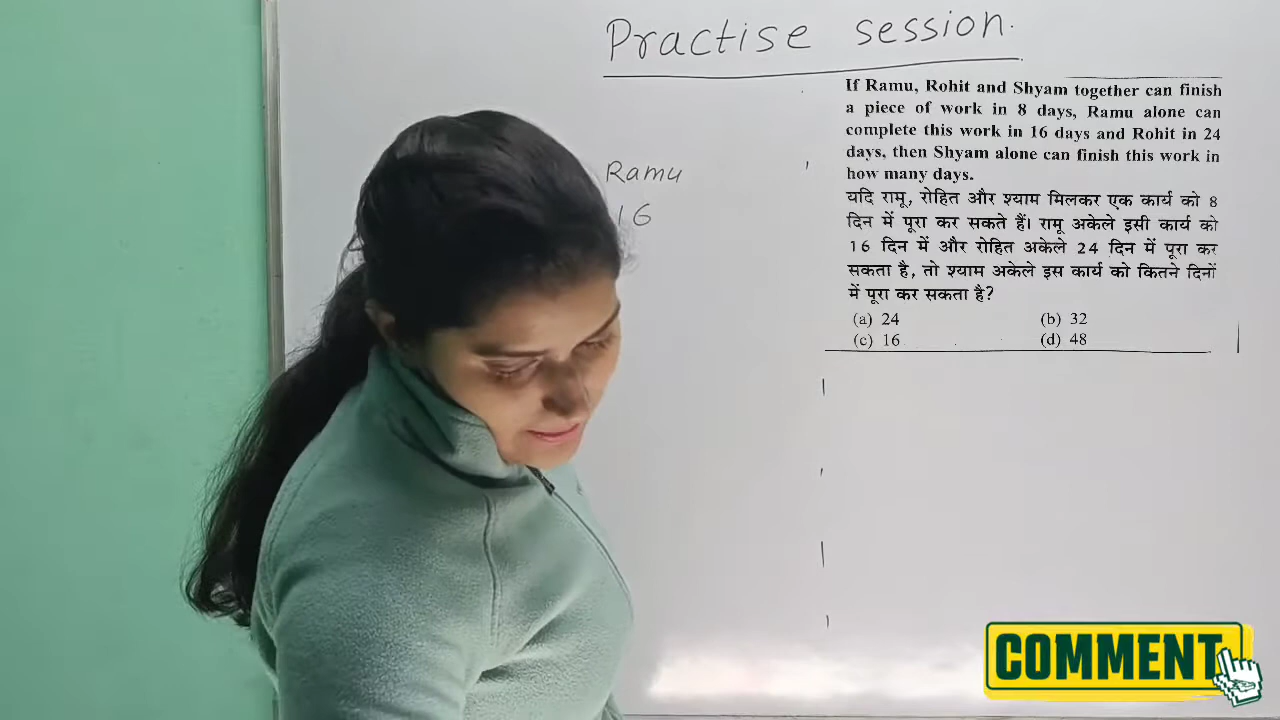 Practise session.
If Ramu, Rohit and Shyam together can finish
a piece of work in 8 days, Ramu alone can
complete this work in 16 days and Rohit in 24
days, then Shyam alone can finish this work in
how many days.
यदि रामू, रोहित और श्याम मिलकर एक कार्य को 8
दिन में पूरा कर सकते हैं। रामू अकेले इसी कार्य को
16 दिन में और रोहित अकेले 24 दिन में पूरा कर
सकता है, तो श्याम अकेले इस कार्य को कितने दिनों
में पूरा कर सकता है?
(a) 24 (b) 32
(c) 16 (d) 48
Ramu
16
COMMENT